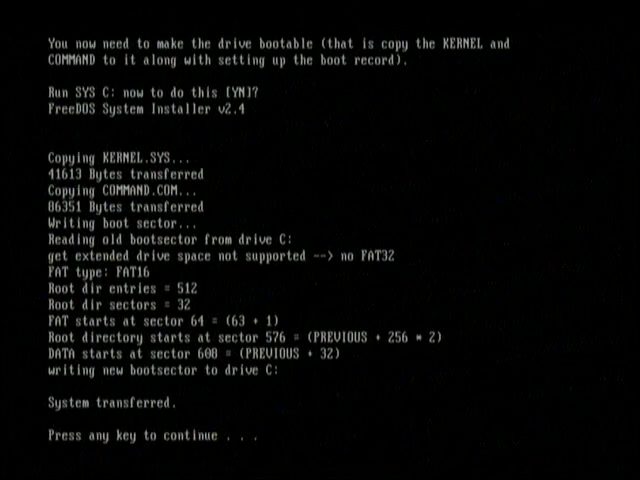 You now need to make the drive bootable (that is copy the KERNEL and
COMMAND to it along with setting up the boot record).
Run SYS C: now to do this [YN]?
FreeDOS System Installer v2.4
Copying KERNEL.SYS...
41613 Bytes transferred
Copying COMMAND.COM...
86351 Bytes transferred
Writing boot sector...
Reading old bootsector from drive C:
get extended drive space not supported --> no FAT32
FAT type: FAT16
Root dir entries = 512
Root dir sectors = 32
FAT starts at sector 64 = (63 + 1)
Root directory starts at sector 576 = (PREVIOUS + 256 * 2)
DATA starts at sector 608 = (PREVIOUS + 32)
writing new bootsector to drive C:
System transferred.
Press any key to continue . . .